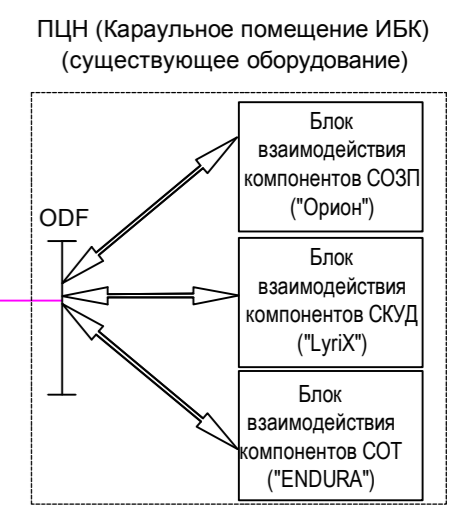 ПЦН (Караульное помещение ИБК)
(существующее оборудование)
Блок
взаимодействия
компонентов СОЗП
("Орион")
ODF
Блок
взаимодействия
компонентов СКУД
("LyriX")
Блок
взаимодействия
компонентов СОТ
("ENDURA")